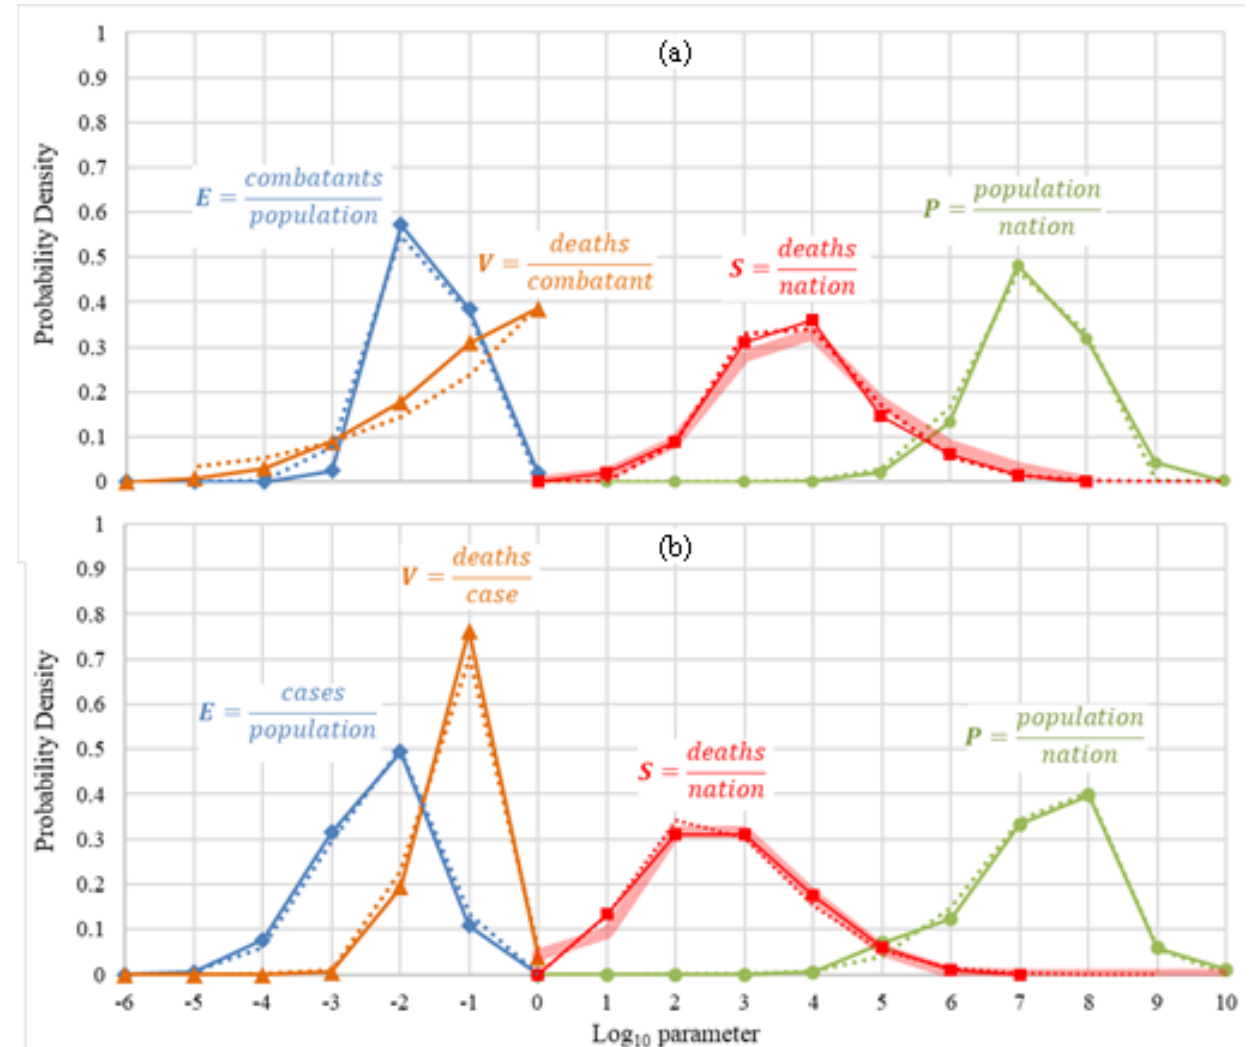 1
(a)
0.9
0.8
0.7
E = combatants / population
P = population / nation
0.6
V = deaths / combatant
S = deaths / nation
0.5
0.4
0.3
0.2
0.1
0
Probability Density
1
(b)
0.9
V = deaths / case
0.8
0.7
E = cases / population
0.6
P = population / nation
0.5
S = deaths / nation
0.4
0.3
0.2
0.1
0
Probability Density
-6 -5 -4 -3 -2 -1 0 1 2 3 4 5 6 7 8 9 10
Log10 parameter